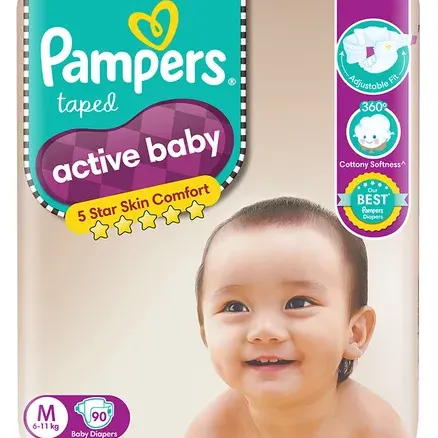 Pampers®
taped
active baby
5 Star Skin Comfort
Adjustable Fit
360°
Cottony Softness^
Our
BEST*
Pampers
Diapers
M
6-11 kg
90
Baby Diapers